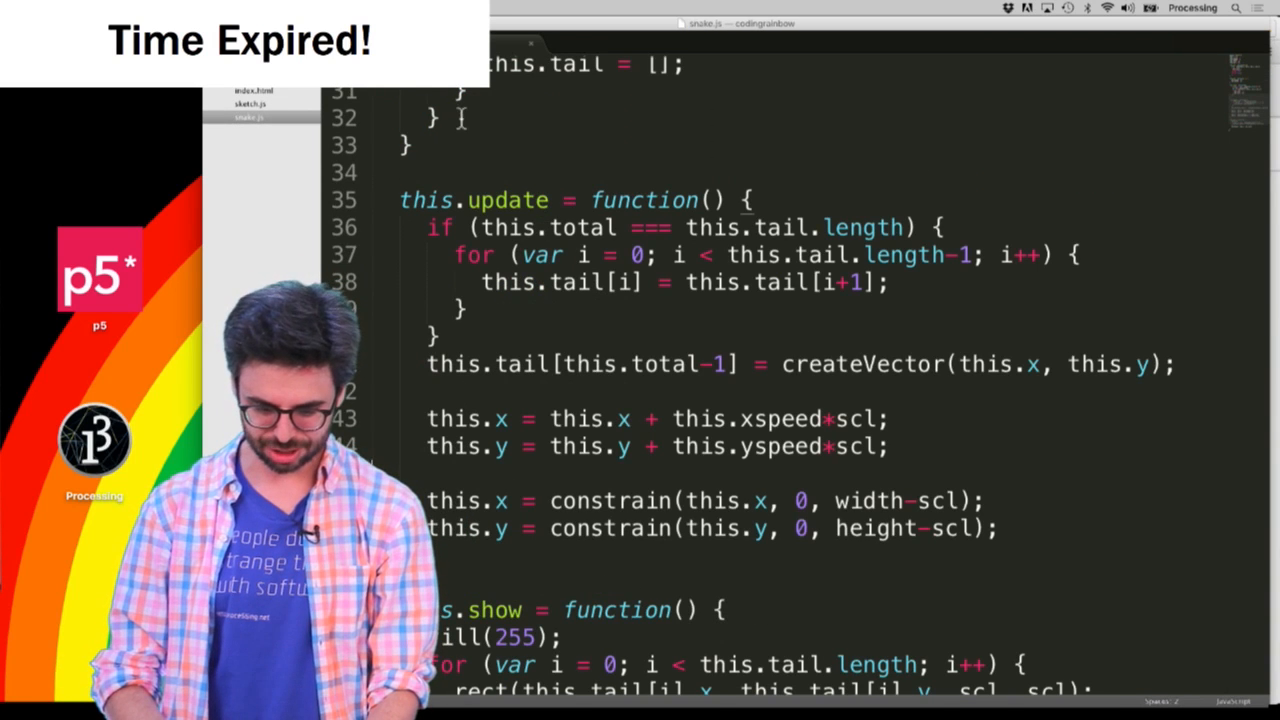 Time Expired!
Processing
snake.js — codingrainbow
index.html
sketch.js
snake.js
this.tail = [];
31 }
32 }
33 }
34
35 this.update = function() {
36 if (this.total === this.tail.length) {
37 for (var i = 0; i < this.tail.length-1; i++) {
38 this.tail[i] = this.tail[i+1];
}
}
this.tail[this.total-1] = createVector(this.x, this.y);
43 this.x = this.x + this.xspeed*scl;
44 this.y = this.y + this.yspeed*scl;
this.x = constrain(this.x, 0, width-scl);
this.y = constrain(this.y, 0, height-scl);
.show = function() {
ill(255);
for (var i = 0; i < this.tail.length; i++) {
rect(this.tail[i].x, this.tail[i].y, scl, scl);
p5*
p5
Processing
with
Spaces: 2
JavaScript